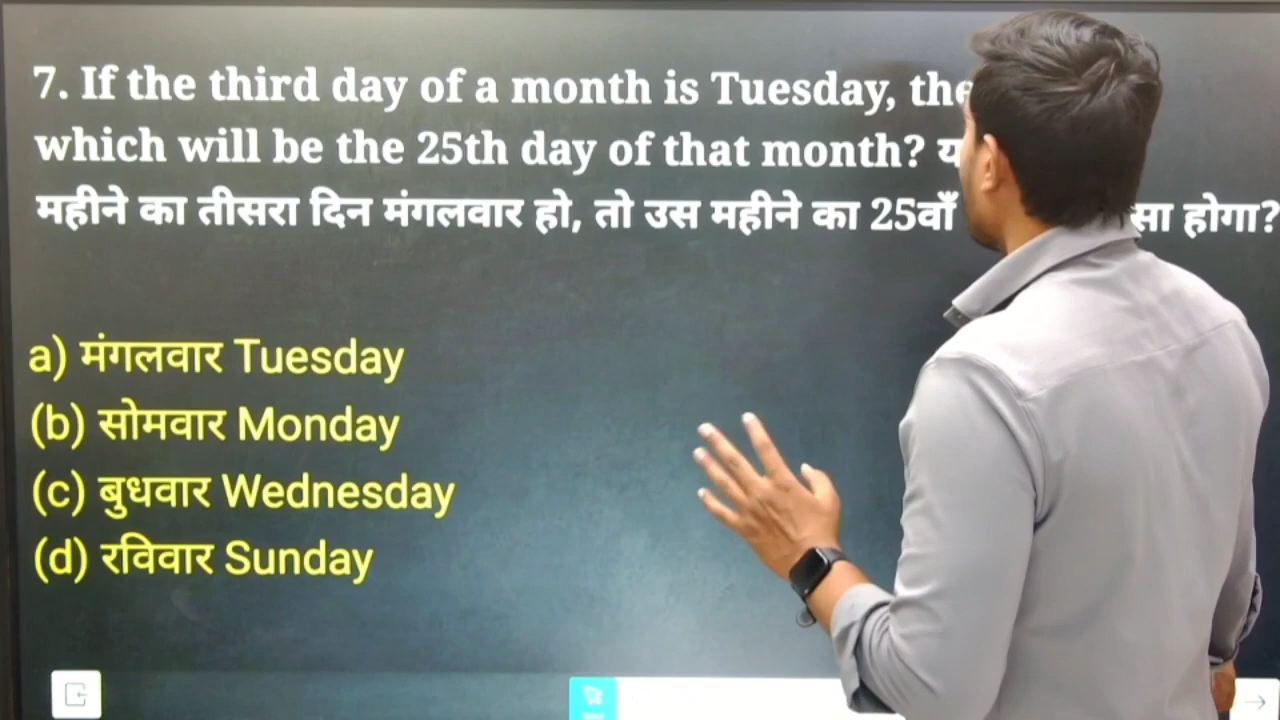 7. If the third day of a month is Tuesday,
which will be the 25th day of that month?
महीने का तीसरा दिन मंगलवार हो, तो उस महीने का 25वाँ होगा?
a) मंगलवार Tuesday
(b) सोमवार Monday
(c) बुधवार Wednesday
(d) रविवार Sunday